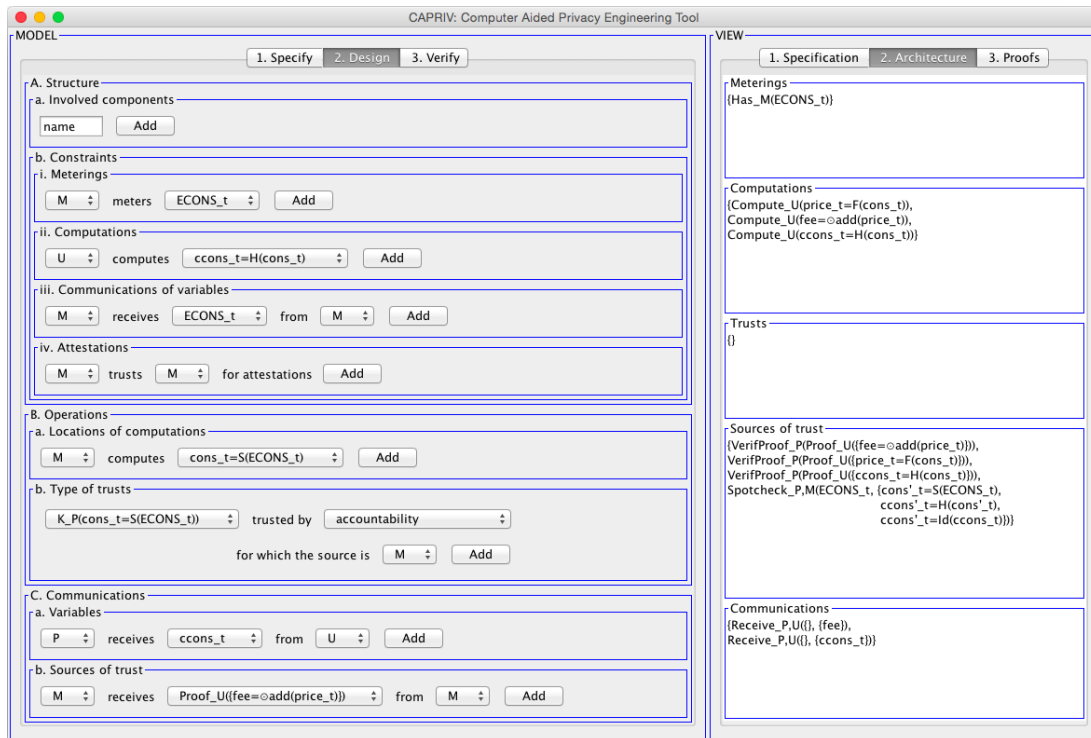 CAPRIV: Computer Aided Privacy Engineering Tool
MODEL
1. Specify 2. Design 3. Verify
A. Structure
a. Involved components
name Add
b. Constraints
i. Meterings
M meters ECONS_t Add
ii. Computations
U computes ccons_t=H(cons_t) Add
iii. Communications of variables
M receives ECONS_t from M Add
iv. Attestations
M trusts M for attestations Add
B. Operations
a. Locations of computations
M computes cons_t=S(ECONS_t) Add
b. Type of trusts
K_P(cons_t=S(ECONS_t)) trusted by accountability
for which the source is M Add
C. Communications
a. Variables
P receives ccons_t from U Add
b. Sources of trust
M receives Proof_U({fee=⊙add(price_t)}) from M Add
VIEW
1. Specification 2. Architecture 3. Proofs
Meterings
{Has_M(ECONS_t)}
Computations
{Compute_U(price_t=F(cons_t)),
Compute_U(fee=⊙add(price_t)),
Compute_U(ccons_t=H(cons_t))}
Trusts
{}
Sources of trust
{VerifProof_P(Proof_U({fee=⊙add(price_t)})),
VerifProof_P(Proof_U({price_t=F(cons_t)})),
VerifProof_P(Proof_U({ccons_t=H(cons_t)})),
Spotcheck_P,M(ECONS_t, {cons'_t=S(ECONS_t),
ccons'_t=H(cons'_t),
ccons'_t=Id(ccons_t)})}
Communications
{Receive_P,U({}, {fee}),
Receive_P,U({}, {ccons_t})}